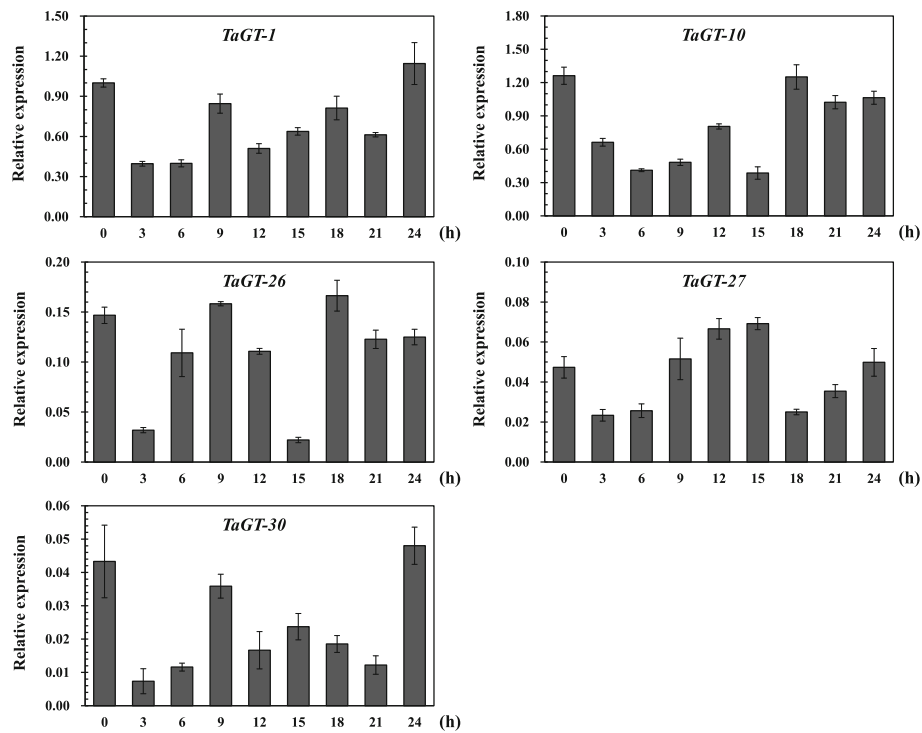 TaGT-1
Relative expression
1.50
1.20
0.90
0.60
0.30
0.00
0 3 6 9 12 15 18 21 24 (h)
TaGT-10
Relative expression
1.80
1.50
1.20
0.90
0.60
0.30
0.00
0 3 6 9 12 15 18 21 24 (h)
TaGT-26
Relative expression
0.20
0.15
0.10
0.05
0.00
0 3 6 9 12 15 18 21 24 (h)
TaGT-27
Relative expression
0.10
0.08
0.06
0.04
0.02
0.00
0 3 6 9 12 15 18 21 24 (h)
TaGT-30
Relative expression
0.06
0.05
0.04
0.03
0.02
0.01
0.00
0 3 6 9 12 15 18 21 24 (h)